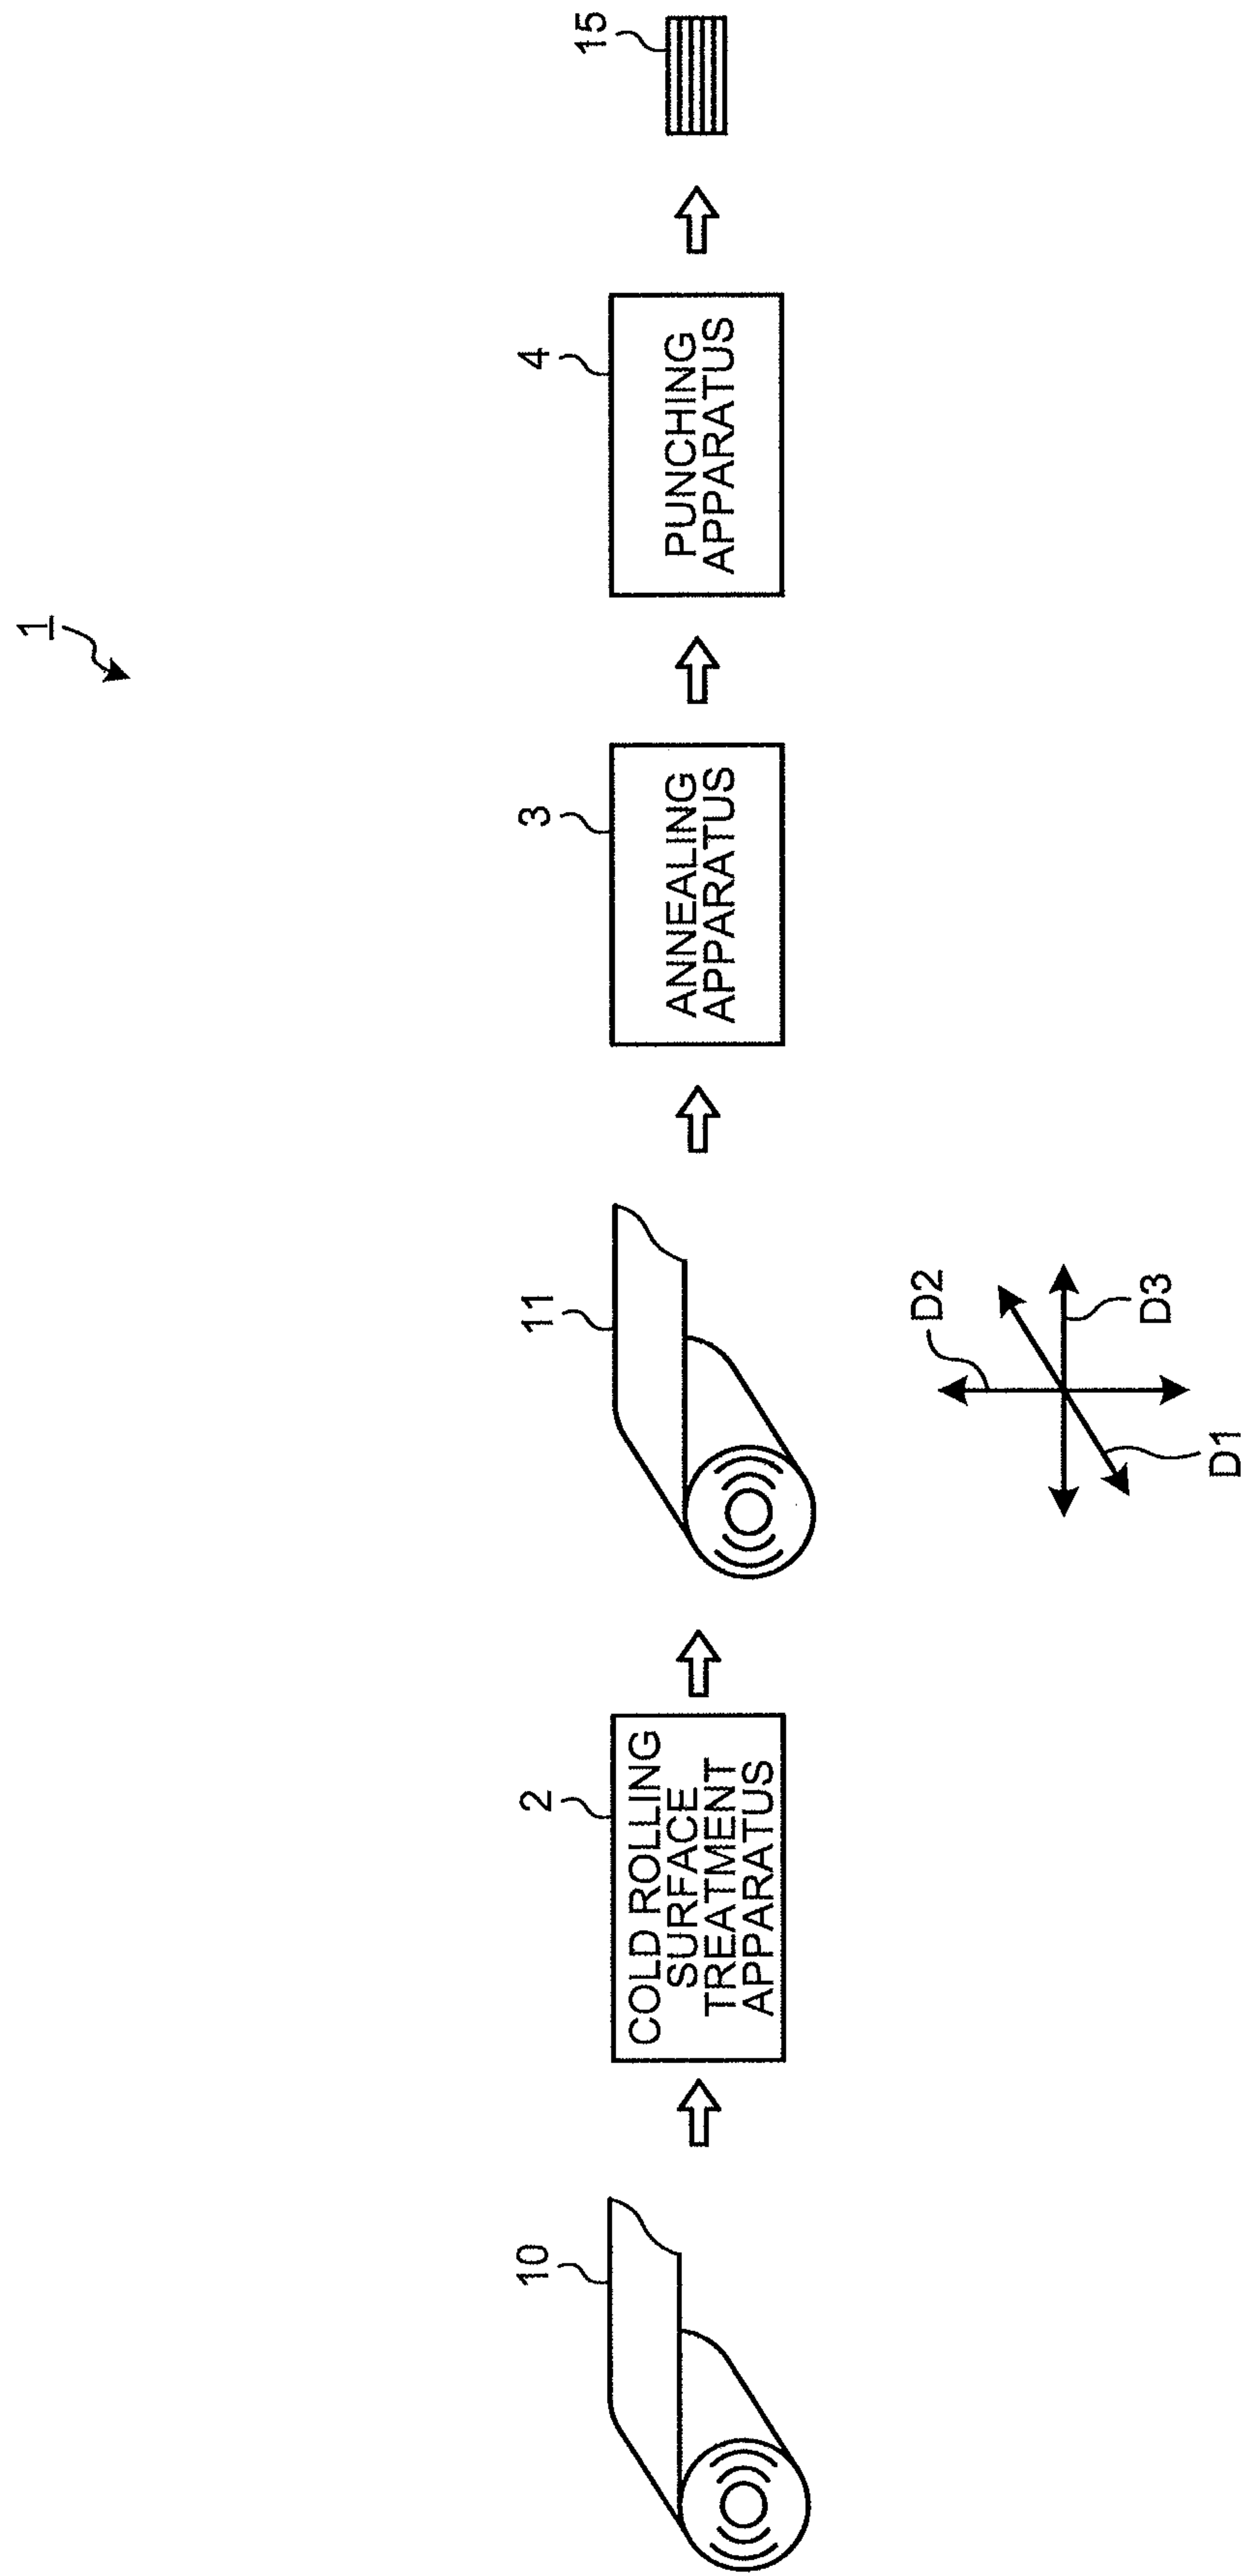 1
10
2
COLD ROLLING
SURFACE
TREATMENT
APPARATUS
11
3
ANNEALING
APPARATUS
4
PUNCHING
APPARATUS
15
D2
D1
D3